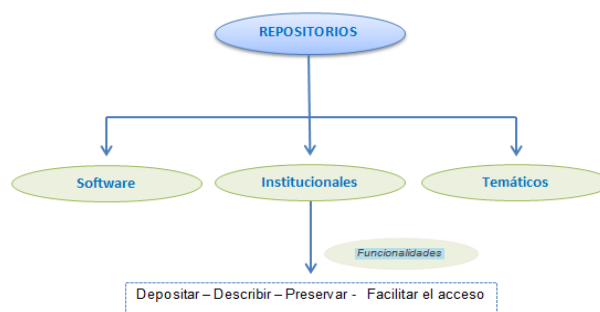 REPOSITORIOS
Software
Institucionales
Temáticos
Funcionalidades
Depositar – Describir – Preservar - Facilitar el acceso